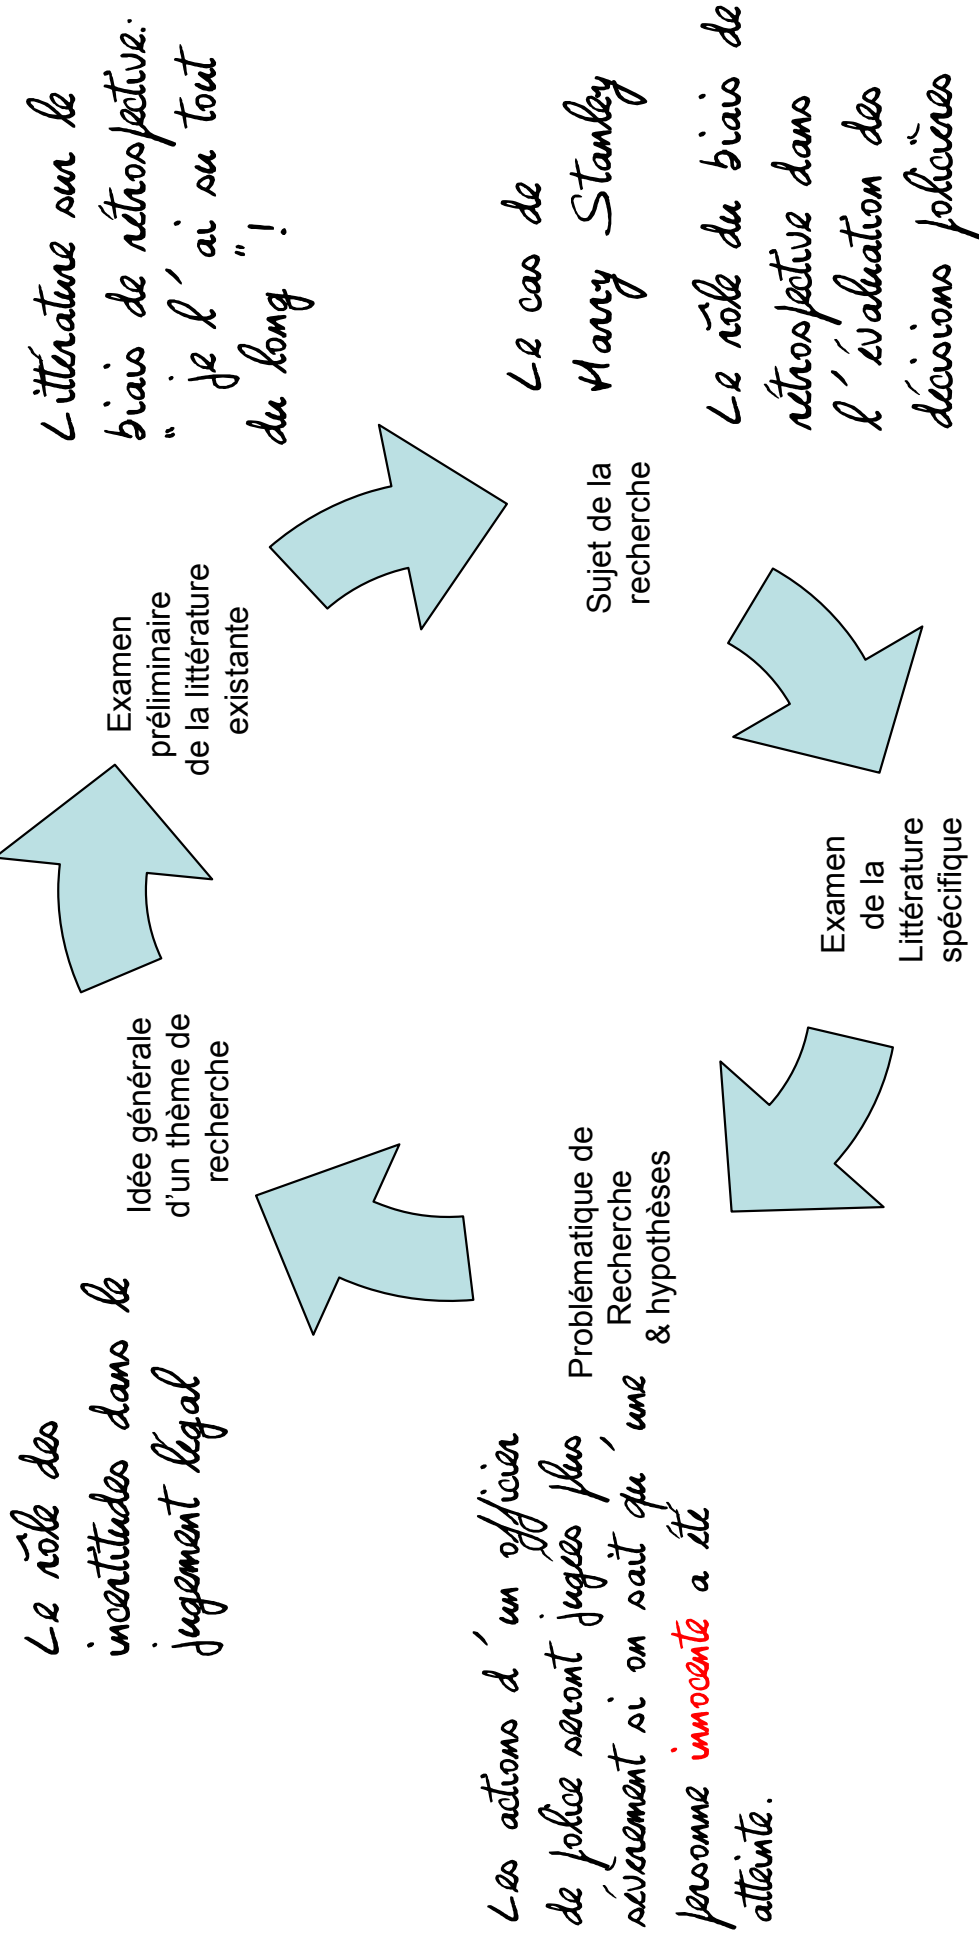 Le rôle des
incertitudes dans le
jugement légal
Idée générale
d'un thème de
recherche
Examen
préliminaire
de la littérature
existante
Littérature sur le
biais de rétrospective:
"je l'ai su tout
du long"!
Sujet de la
recherche
Le cas de
Harry Stanley
Examen
de la
Littérature
spécifique
Le rôle du biais de
rétrospective dans
l'évaluation des
décisions policières
Problématique de
Recherche
& hypothèses
Les actions d'un officier
de police seront jugées plus
sévèrement si on sait qu'une
personne innocente a été
atteinte.